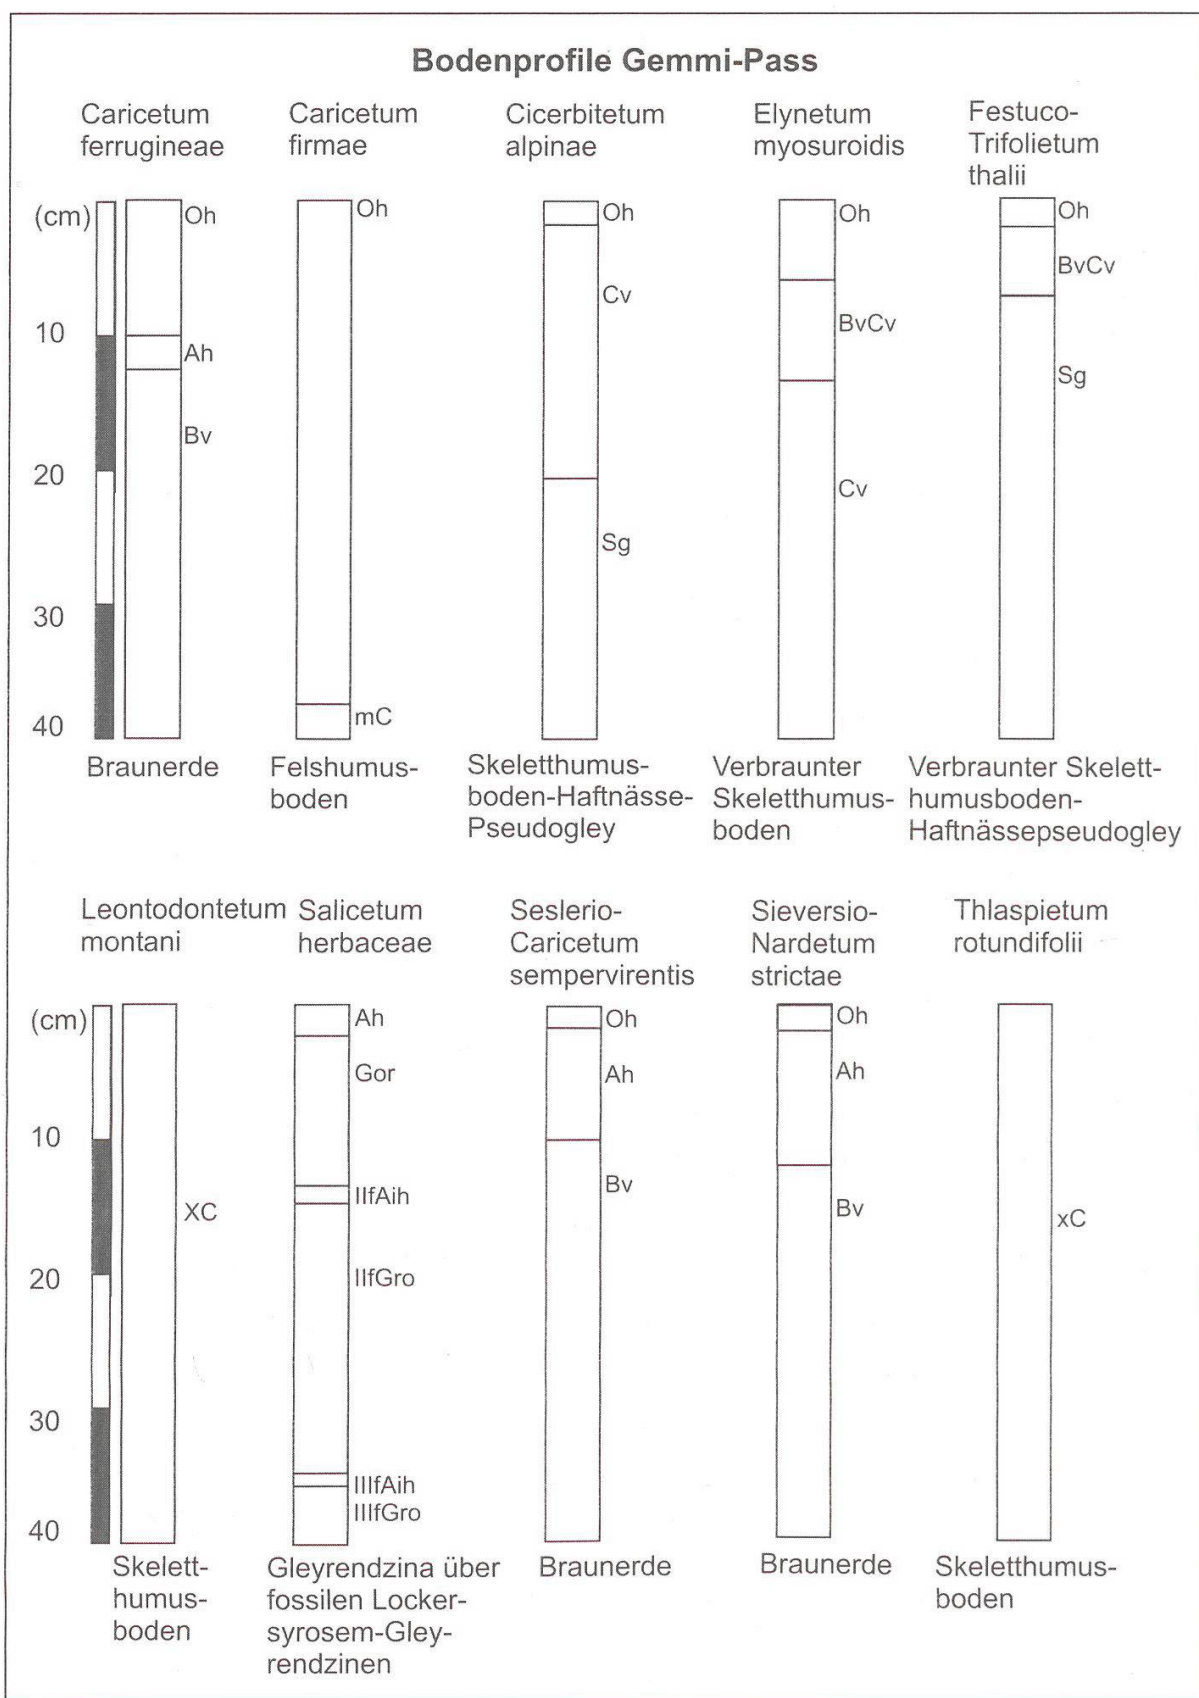 Bodenprofile Gemmi-Pass
Caricetum
ferrugineae
Caricetum
firmae
Cicerbitetum
alpinae
Elynetum
myosuroidis
Festuco-
Trifolietum
thalii
(cm)
10
20
30
40
Oh
Ah
Bv
Oh
mC
Oh
Cv
Sg
Oh
BvCv
Cv
Oh
BvCv
Sg
Braunerde
Felshumus-
boden
Skeletthumus-
boden-Haftnässe-
Pseudogley
Verbraunter
Skeletthumus-
boden
Verbraunter Skelett-
humusboden-
Haftnässepseudogley
Leontodontetum
montani
Salicetum
herbaceae
Seslerio-
Caricetum
sempervirentis
Sieversio-
Nardetum
strictae
Thlaspietum
rotundifolii
(cm)
10
20
30
40
XC
Ah
Gor
IIfAih
IIfGro
IIIfAih
IIIfGro
Oh
Ah
Bv
Oh
Ah
Bv
xC
Skelett-
humus-
boden
Gleyrendzina über
fossilen Locker-
syrosem-Gley-
rendzinen
Braunerde
Braunerde
Skeletthumus-
boden